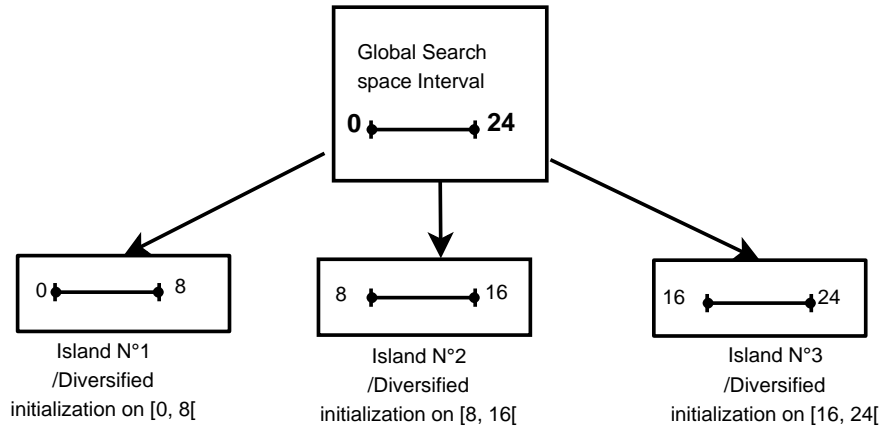 Global Search
space Interval
0 24
0 8
8 16
16 24
Island N°1
/Diversified
initialization on [0, 8[
Island N°2
/Diversified
initialization on [8, 16[
Island N°3
/Diversified
initialization on [16, 24[